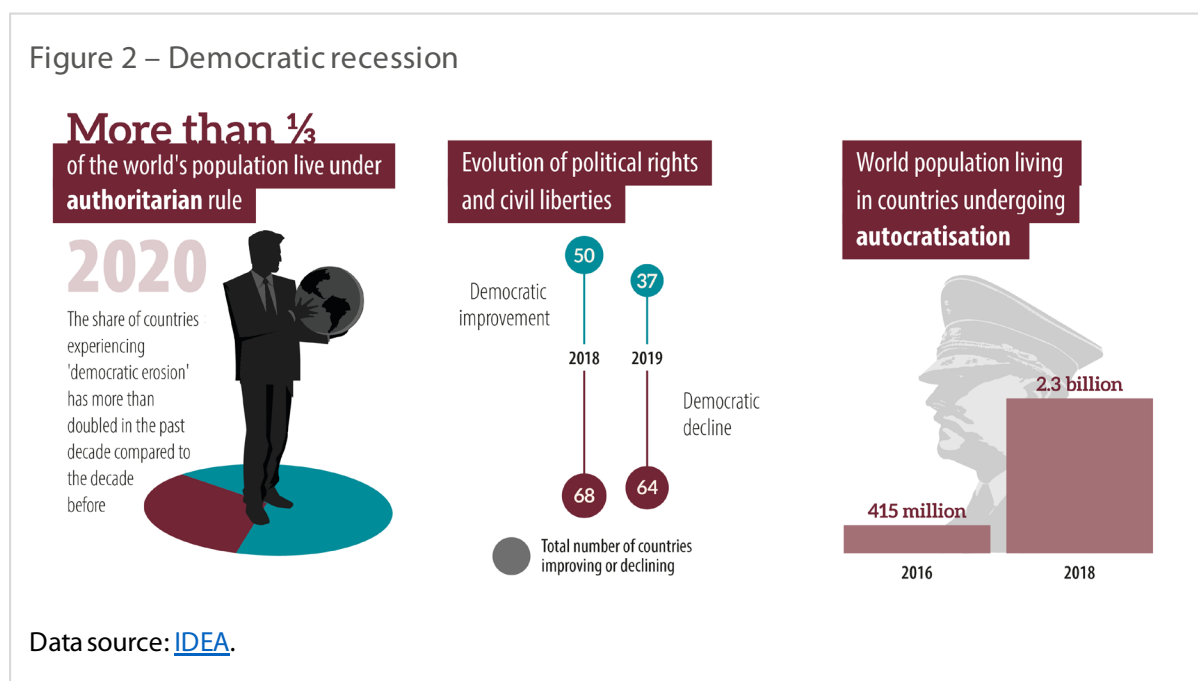 Figure 2 – Democratic recession
More than ⅓
of the world's population live under
authoritarian rule
2020
The share of countries
experiencing
'democratic erosion'
has more than
doubled in the past
decade compared to
the decade
before
Evolution of political rights
and civil liberties
50
37
Democratic
improvement
2018
2019
Democratic
decline
68
64
Total number of countries
improving or declining
World population living
in countries undergoing
autocratisation
2.3 billion
415 million
2016
2018
Data source: IDEA.